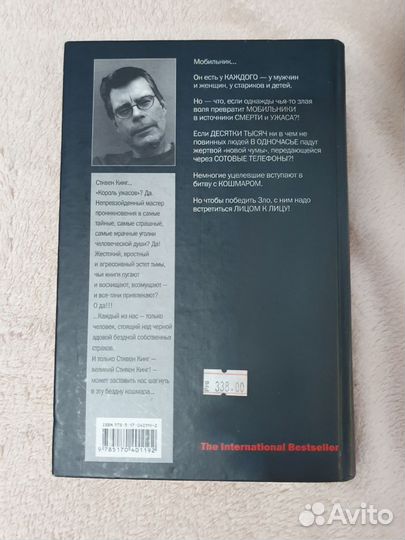 Мобильник...
Он есть у КАЖДОГО — у мужчин
и женщин, у стариков и детей.
Но — что, если однажды чья-то злая
воля превратит МОБИЛЬНИКИ
в источники СМЕРТИ и УЖАСА?!
Если ДЕСЯТКИ ТЫСЯЧ ни в чем не
повинных людей В ОДНОЧАСЬЕ падут
жертвой «новой чумы», передающейся
через СОТОВЫЕ ТЕЛЕФОНЫ?!
Немногие уцелевшие вступают в
битву с КОШМАРОМ.
Но чтобы победить Зло, с ним надо
встретиться ЛИЦОМ К ЛИЦУ!
Стивен Кинг...
«Король ужасов»? Да.
Непревзойденный мастер
проникновения в самые
тайные, самые страшные,
самые мрачные уголки
человеческой души? Да!
Жестокий, яростный
и агрессивный эстет тьмы,
чьи книги пугают
и восхищают, возмущают —
и все-таки привлекают?
О да!!!
...Каждый из нас — только
человек, стоящий над черной
адовой бездной собственных
страхов.
И только Стивен Кинг —
великий Стивен Кинг! —
может заставить нас шагнуть
в эту бездну кошмара...
338.00
9 785170 401192
The International Bestseller
Avito